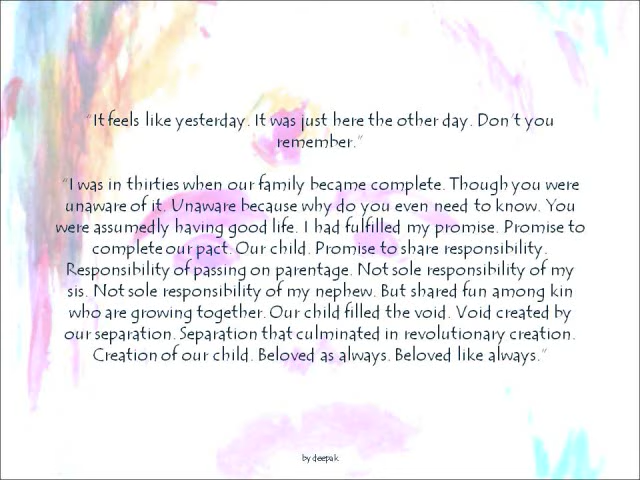 "It feels like yesterday. It was just here the other day. Don't you
remember."
"I was in thirties when our family became complete. Though you were
unaware of it. Unaware because why do you even need to know. You
were assumedly having good life. I had fulfilled my promise. Promise to
complete our pact. Our child. Promise to share responsibility.
Responsibility of passing on parentage. Not sole responsibility of my
sis. Not sole responsibility of my nephew. But shared fun among kin
who are growing together. Our child filled the void. Void created by
our separation. Separation that culminated in revolutionary creation.
Creation of our child. Beloved as always. Beloved like always."
by deepak